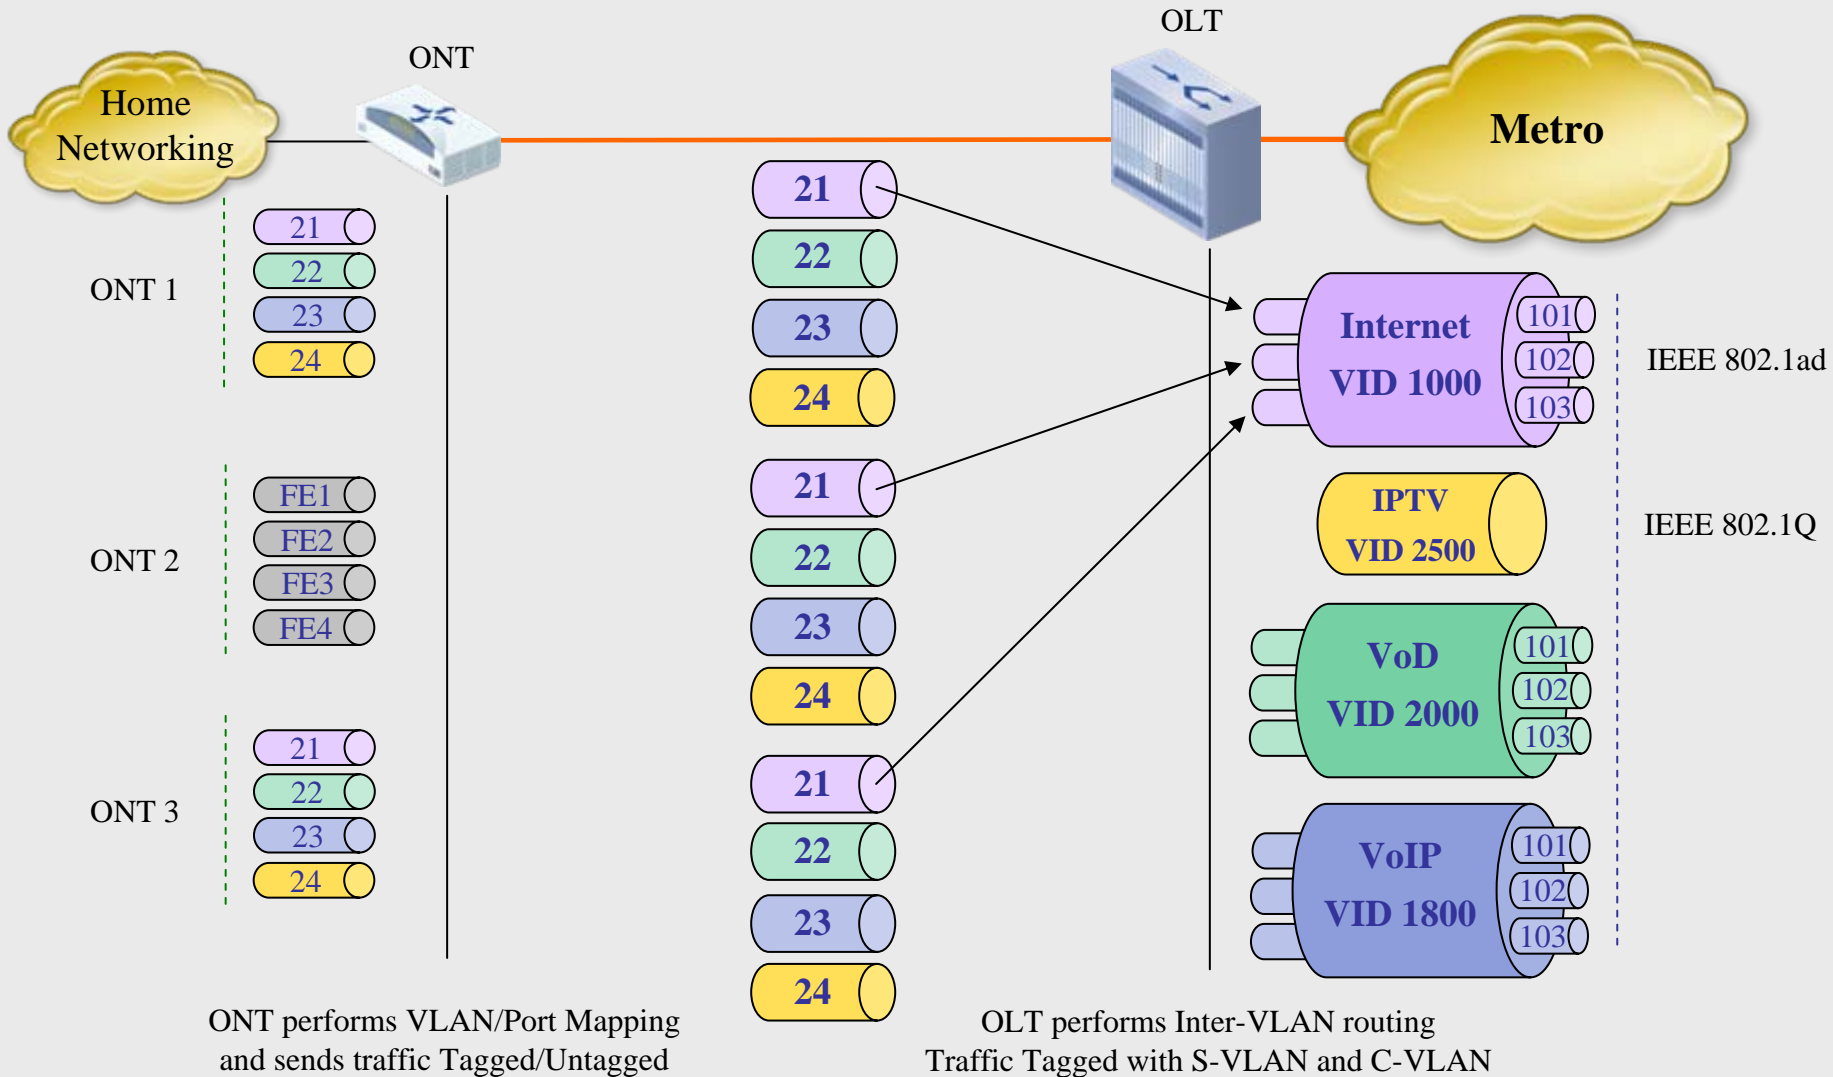 OLT
ONT
Home
Networking
Metro
ONT 1
21
22
23
24
ONT 2
FE1
FE2
FE3
FE4
ONT 3
21
22
23
24
21
22
23
24
21
22
23
24
21
22
23
24
Internet
VID 1000
101
102
103
IEEE 802.1ad
IPTV
VID 2500
IEEE 802.1Q
VoD
VID 2000
101
102
103
VoIP
VID 1800
101
102
103
ONT performs VLAN/Port Mapping
and sends traffic Tagged/Untagged
OLT performs Inter-VLAN routing
Traffic Tagged with S-VLAN and C-VLAN